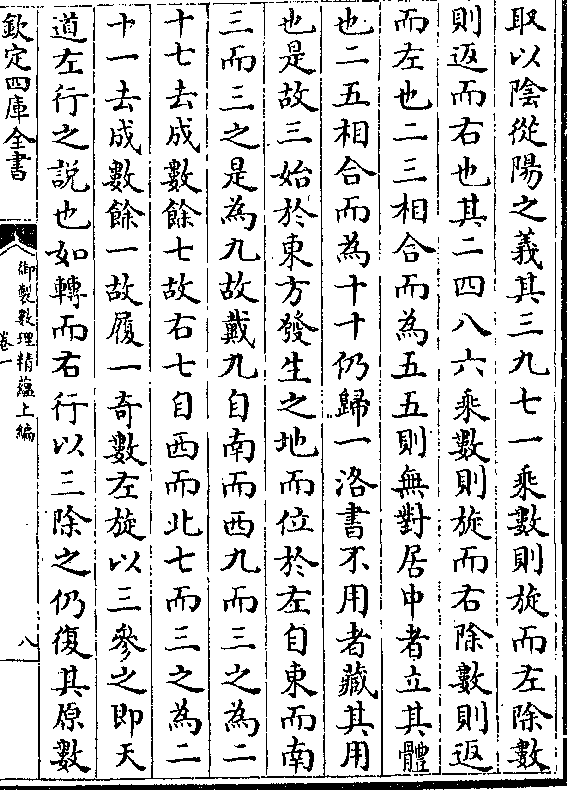 取以陰從陽之義其三九七一乘數則旋而左除數
則返而右也其二四八六乘數則旋而右除數則返
而左也二三相合而為五五則無對居中者立其體
也二五相合而為十十仍歸一洛書不用者藏其用
也是故三始於東方發生之地而位於左自東而南
三而三之是為九故戴九自南而西九而三之為二
十七去成數餘七故右七自西而北七而三之為二
十一去成數餘一故履一奇數左旋以三參之即天
道左行之説也如轉而右行以三除之仍復其原數
欽定四庫全書
御製數理精蘊上編
卷一
八